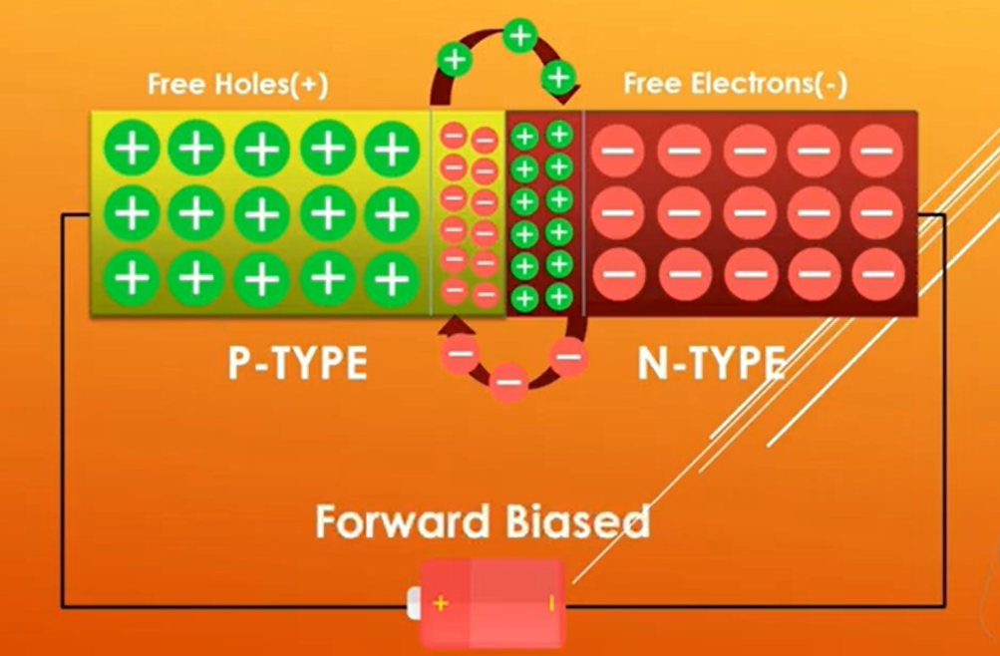 Free Holes(+)
Free Electrons(-)
P-TYPE
N-TYPE
Forward Biased